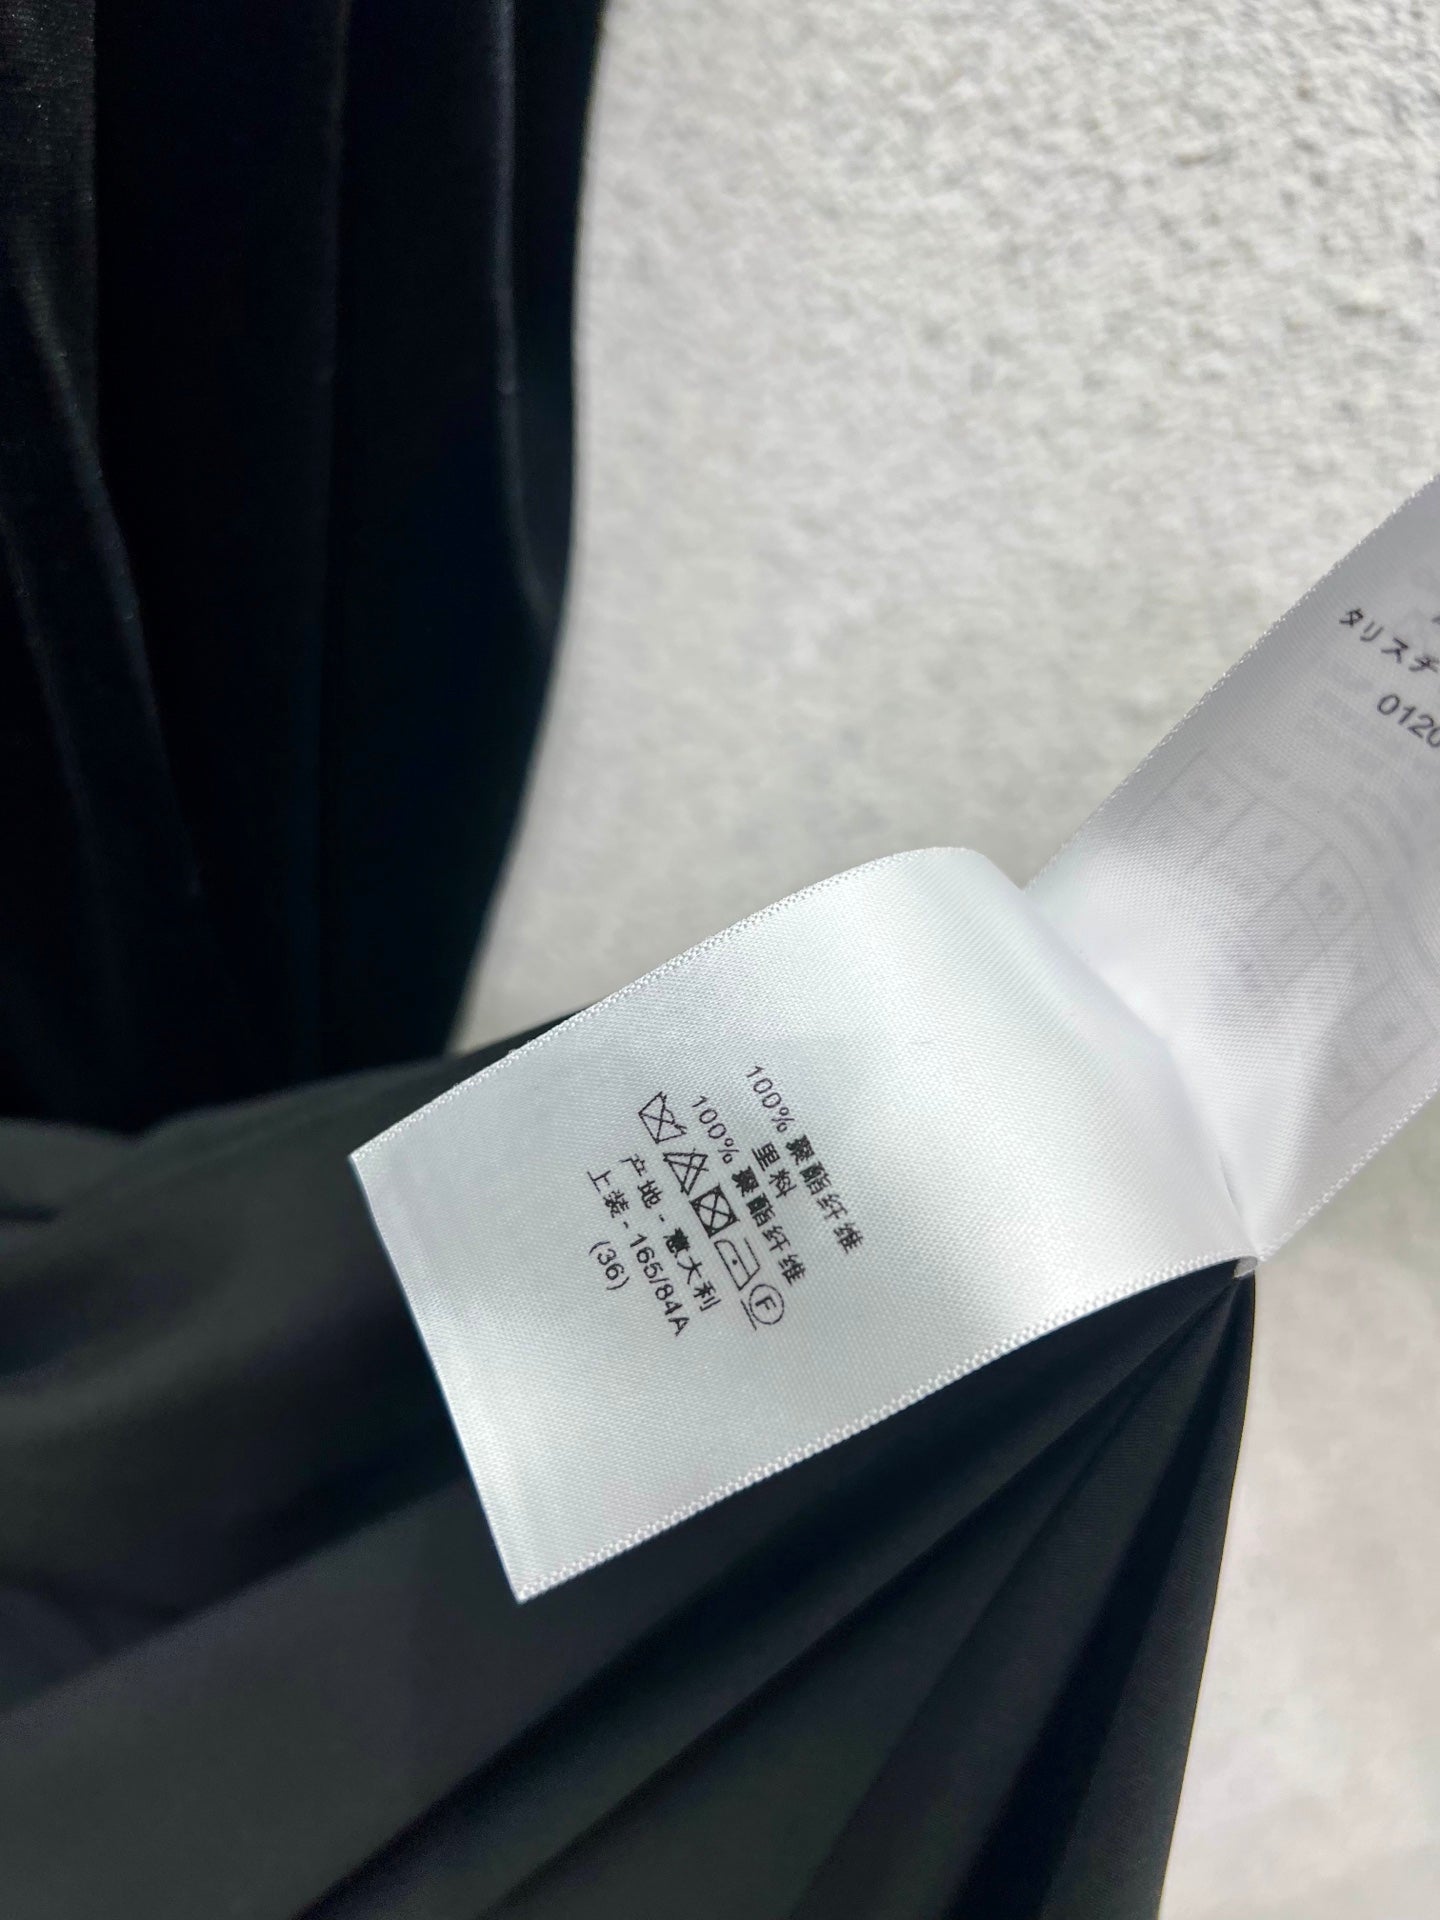 100% 聚酯纤维
里料
100% 聚酯纤维
F
产地 - 意大利
上装 - 165/84A
(36)
タリスチ
0120